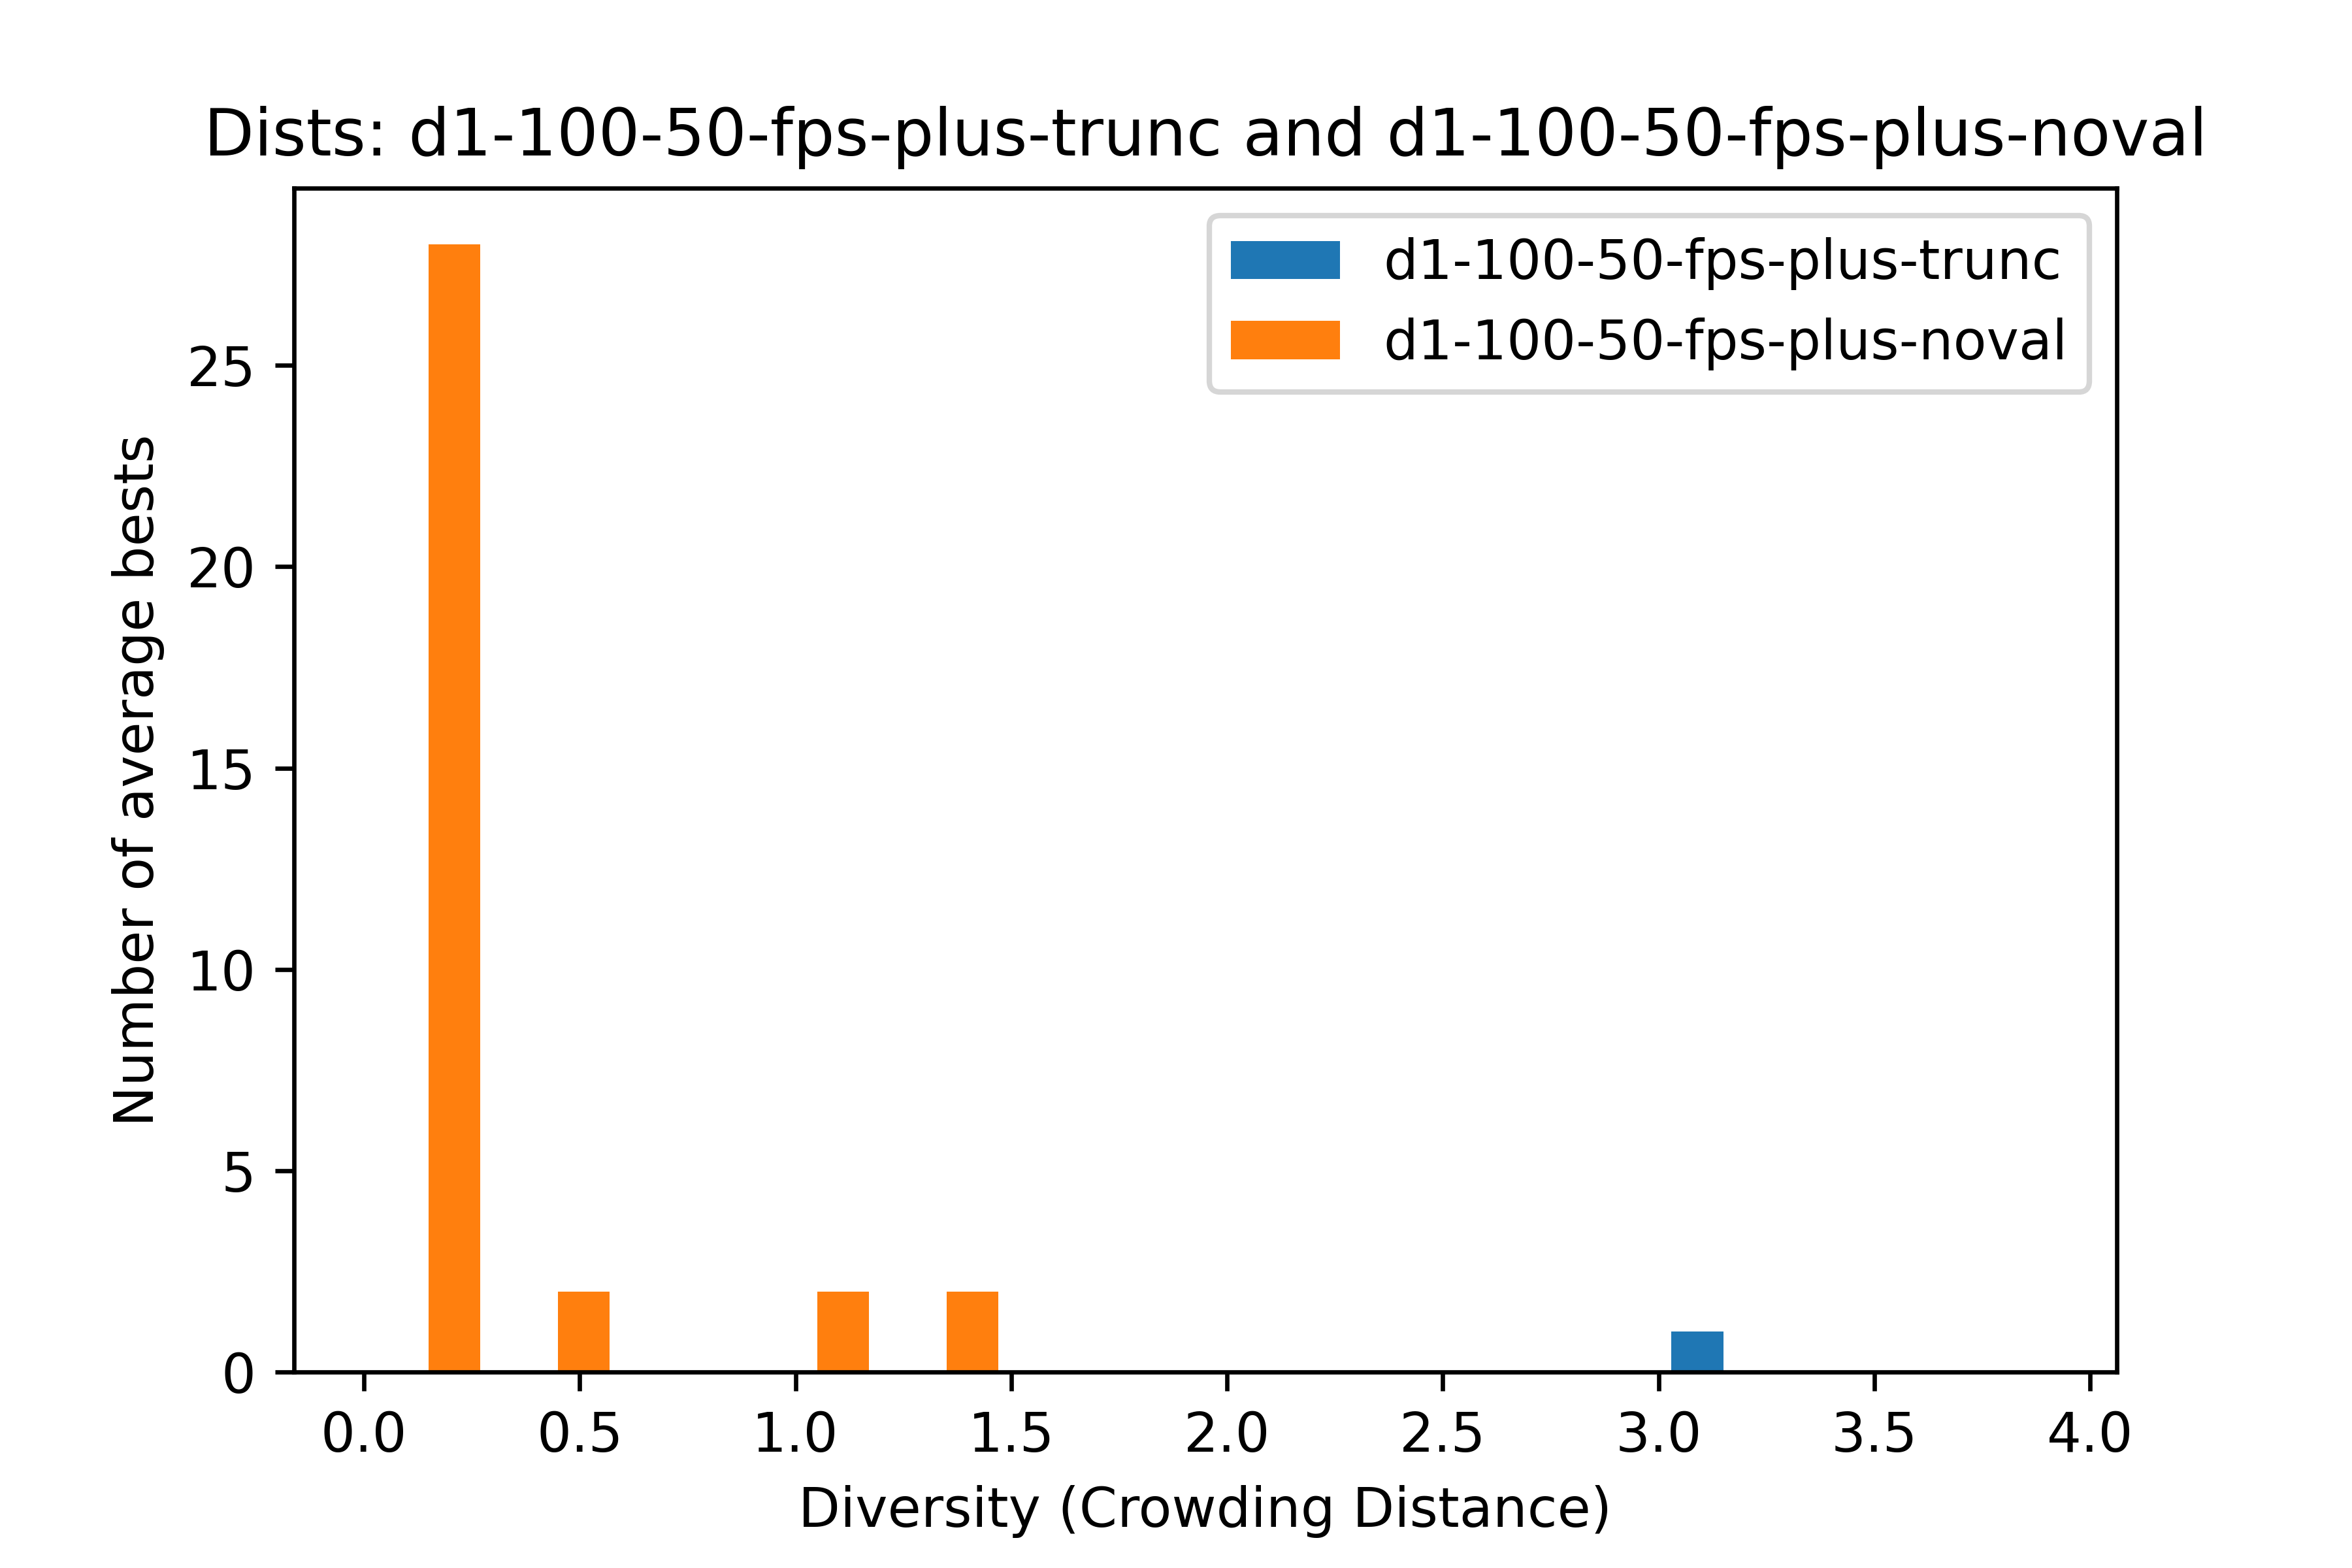 Dists: d1-100-50-fps-plus-trunc and d1-100-50-fps-plus-noval
d1-100-50-fps-plus-trunc
d1-100-50-fps-plus-noval
Number of average bests
25
20
15
10
5
0
0.0 0.5 1.0 1.5 2.0 2.5 3.0 3.5 4.0
Diversity (Crowding Distance)